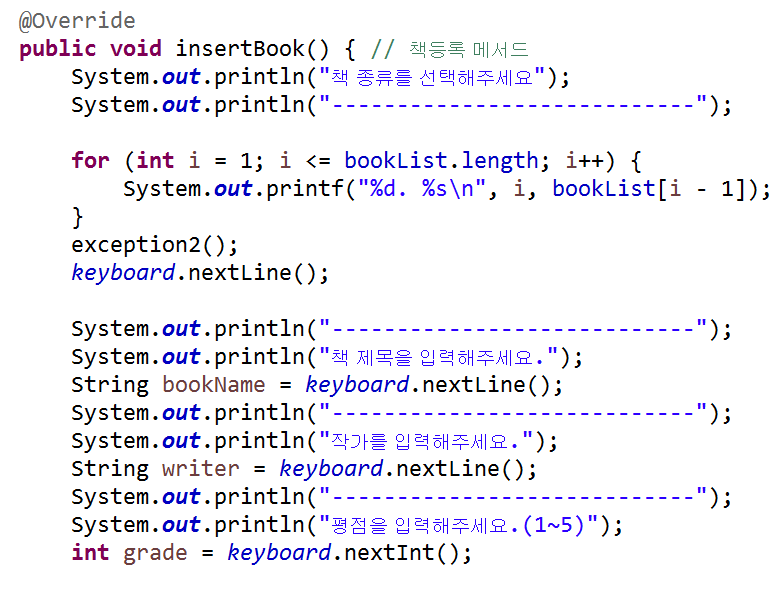 @Override
public void insertBook() { // 책등록 메서드
System.out.println("책 종류를 선택해주세요");
System.out.println("----------------------------");
for (int i = 1; i <= bookList.length; i++) {
System.out.printf("%d. %s\n", i, bookList[i - 1]);
}
exception2();
keyboard.nextLine();
System.out.println("----------------------------");
System.out.println("책 제목을 입력해주세요.");
String bookName = keyboard.nextLine();
System.out.println("----------------------------");
System.out.println("작가를 입력해주세요.");
String writer = keyboard.nextLine();
System.out.println("----------------------------");
System.out.println("평점을 입력해주세요.(1~5)");
int grade = keyboard.nextInt();